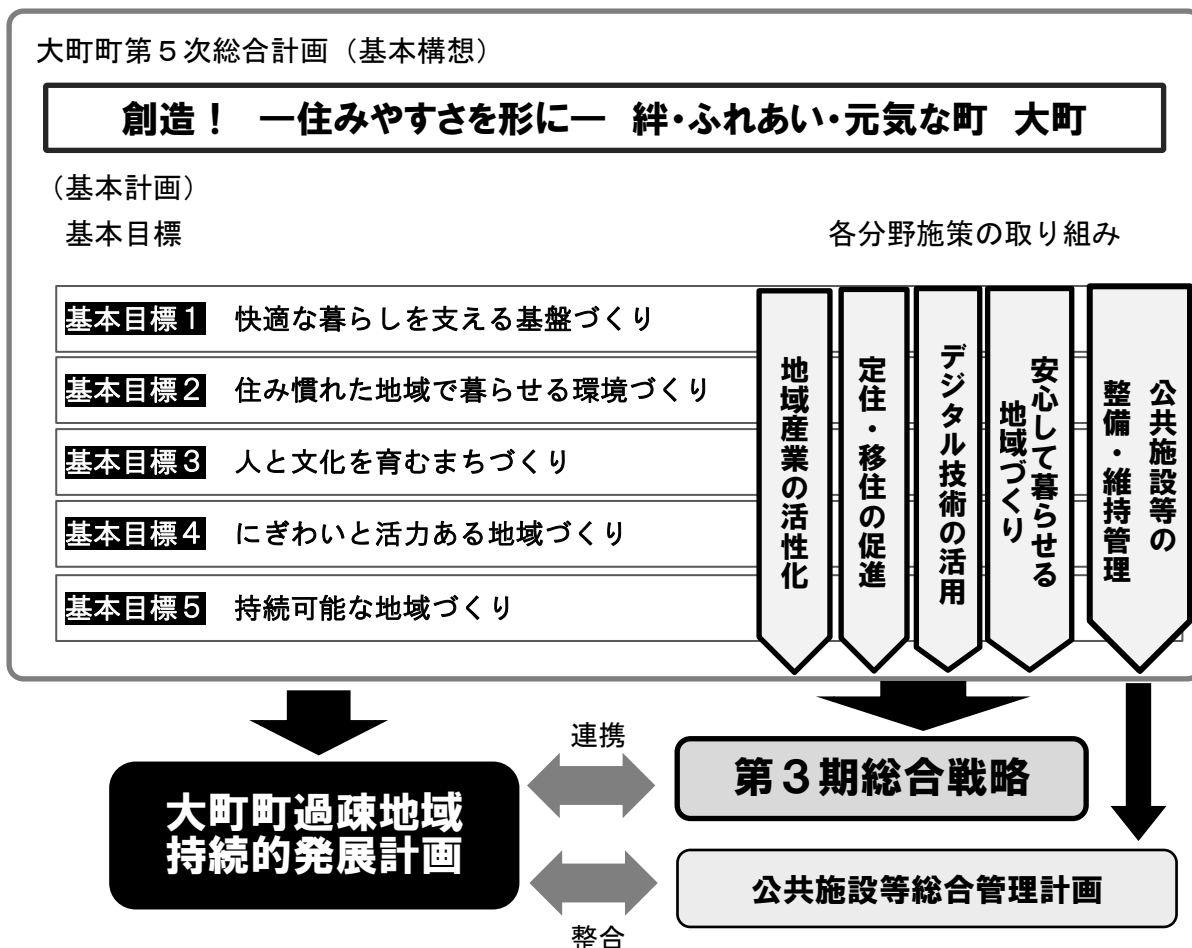 大町町第５次総合計画（基本構想）
創造！　―住みやすさを形に―　絆・ふれあい・元気な町　大町
（基本計画）
基本目標
各分野施策の取り組み
基本目標１　快適な暮らしを支える基盤づくり
基本目標２　住み慣れた地域で暮らせる環境づくり
基本目標３　人と文化を育むまちづくり
基本目標４　にぎわいと活力ある地域づくり
基本目標５　持続可能な地域づくり
地域産業の活性化
定住・移住の促進
デジタル技術の活用
安心して暮らせる
地域づくり
公共施設等の
整備・維持管理
連携
第３期総合戦略
大町町過疎地域
持続的発展計画
公共施設等総合管理計画
整合